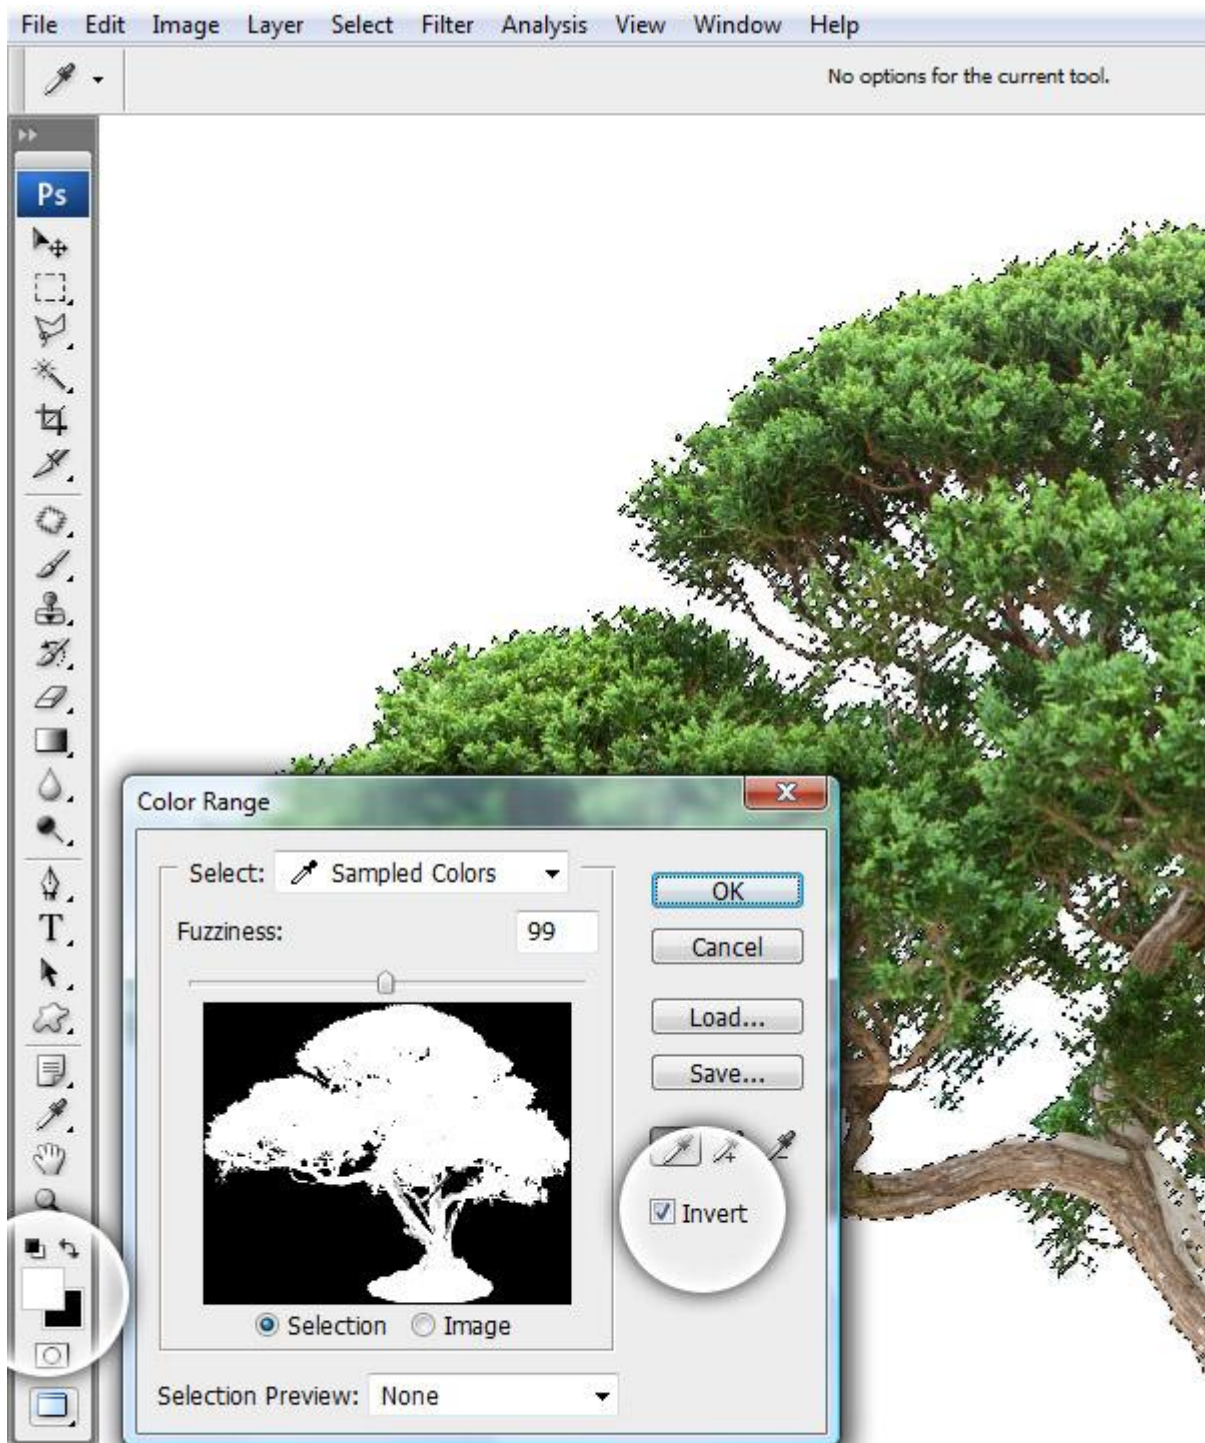 File Edit Image Layer Select Filter Analysis View Window Help
No options for the current tool.
Ps
T
Color Range
Select: Sampled Colors
OK
Fuzziness: 99
Cancel
Load...
Save...
Invert
Selection Image
Selection Preview: None